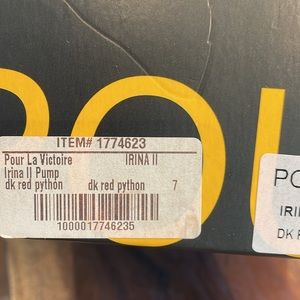 POU
ITEM# 1774623
Pour La Victoire IRINA II
Irina II Pump
dk red python dk red python 7
1000017746235
PO
IRI
DK R